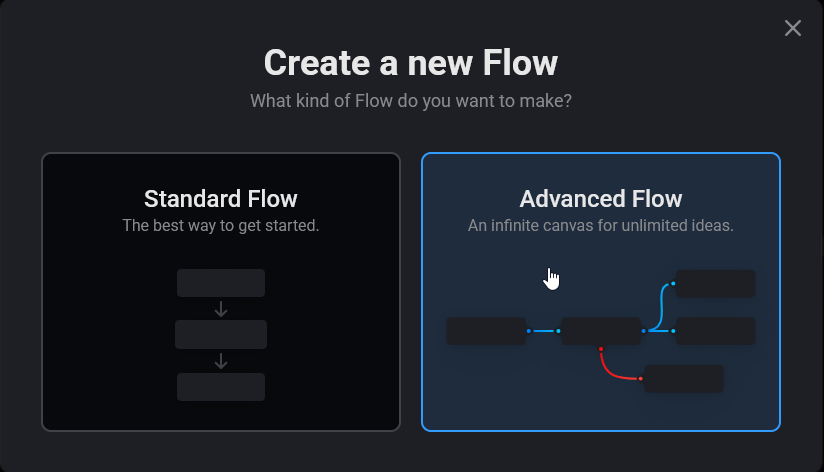 Create a new Flow
What kind of Flow do you want to make?
Standard Flow
The best way to get started.
Advanced Flow
An infinite canvas for unlimited ideas.